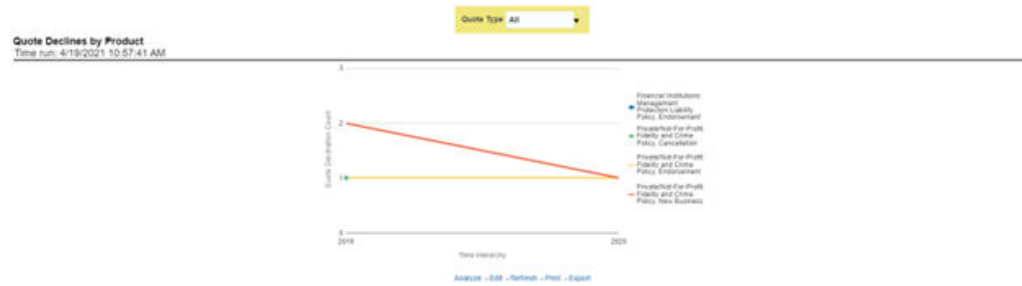 Quote Type All
Quote Declines by Product
Time run: 4/19/2021 10:57:41 AM
3
2
1
0
Quote Declination Count
2019
2020
Time Hierarchy
Financial Institutions
Management
Protection Liability
Policy, Endorsement
Private/Not-For-Profit
Fidelity and Crime
Policy, Cancellation
Private/Not-For-Profit
Fidelity and Crime
Policy, Endorsement
Private/Not-For-Profit
Fidelity and Crime
Policy, New Business
Analyze - Edit - Refresh - Print - Export